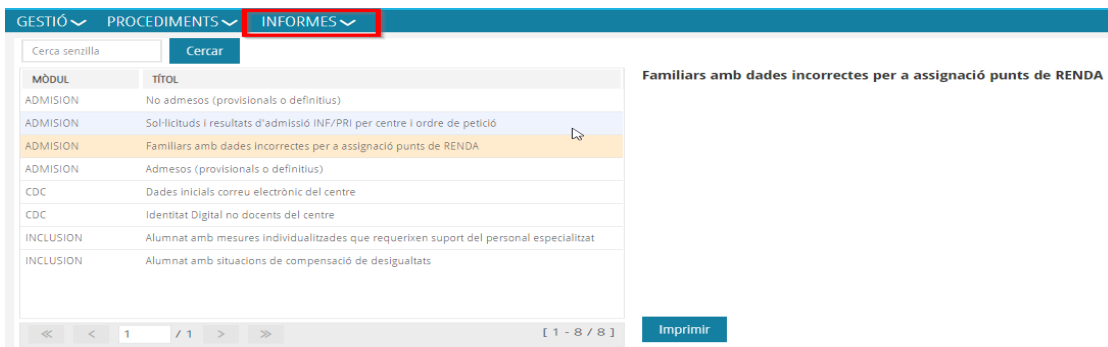 GESTIÓ PROCEDIMENTS INFORMES
Cerca senzilla Cercar
MÒDUL TÍTOL
ADMISION No admesos (provisionals o definitius)
ADMISION Sol·licituds i resultats d'admissió INF/PRI per centre i ordre de petició
ADMISION Familiars amb dades incorrectes per a assignació punts de RENDA
ADMISION Admesos (provisionals o definitius)
CDC Dades inicials correu electrònic del centre
CDC Identitat Digital no docents del centre
INCLUSION Alumnat amb mesures individualitzades que requerixen suport del personal especialitzat
INCLUSION Alumnat amb situacions de compensació de desigualtats
≪ < 1 / 1 > ≫ [ 1 - 8 / 8 ]
Familiars amb dades incorrectes per a assignació punts de RENDA
Imprimir